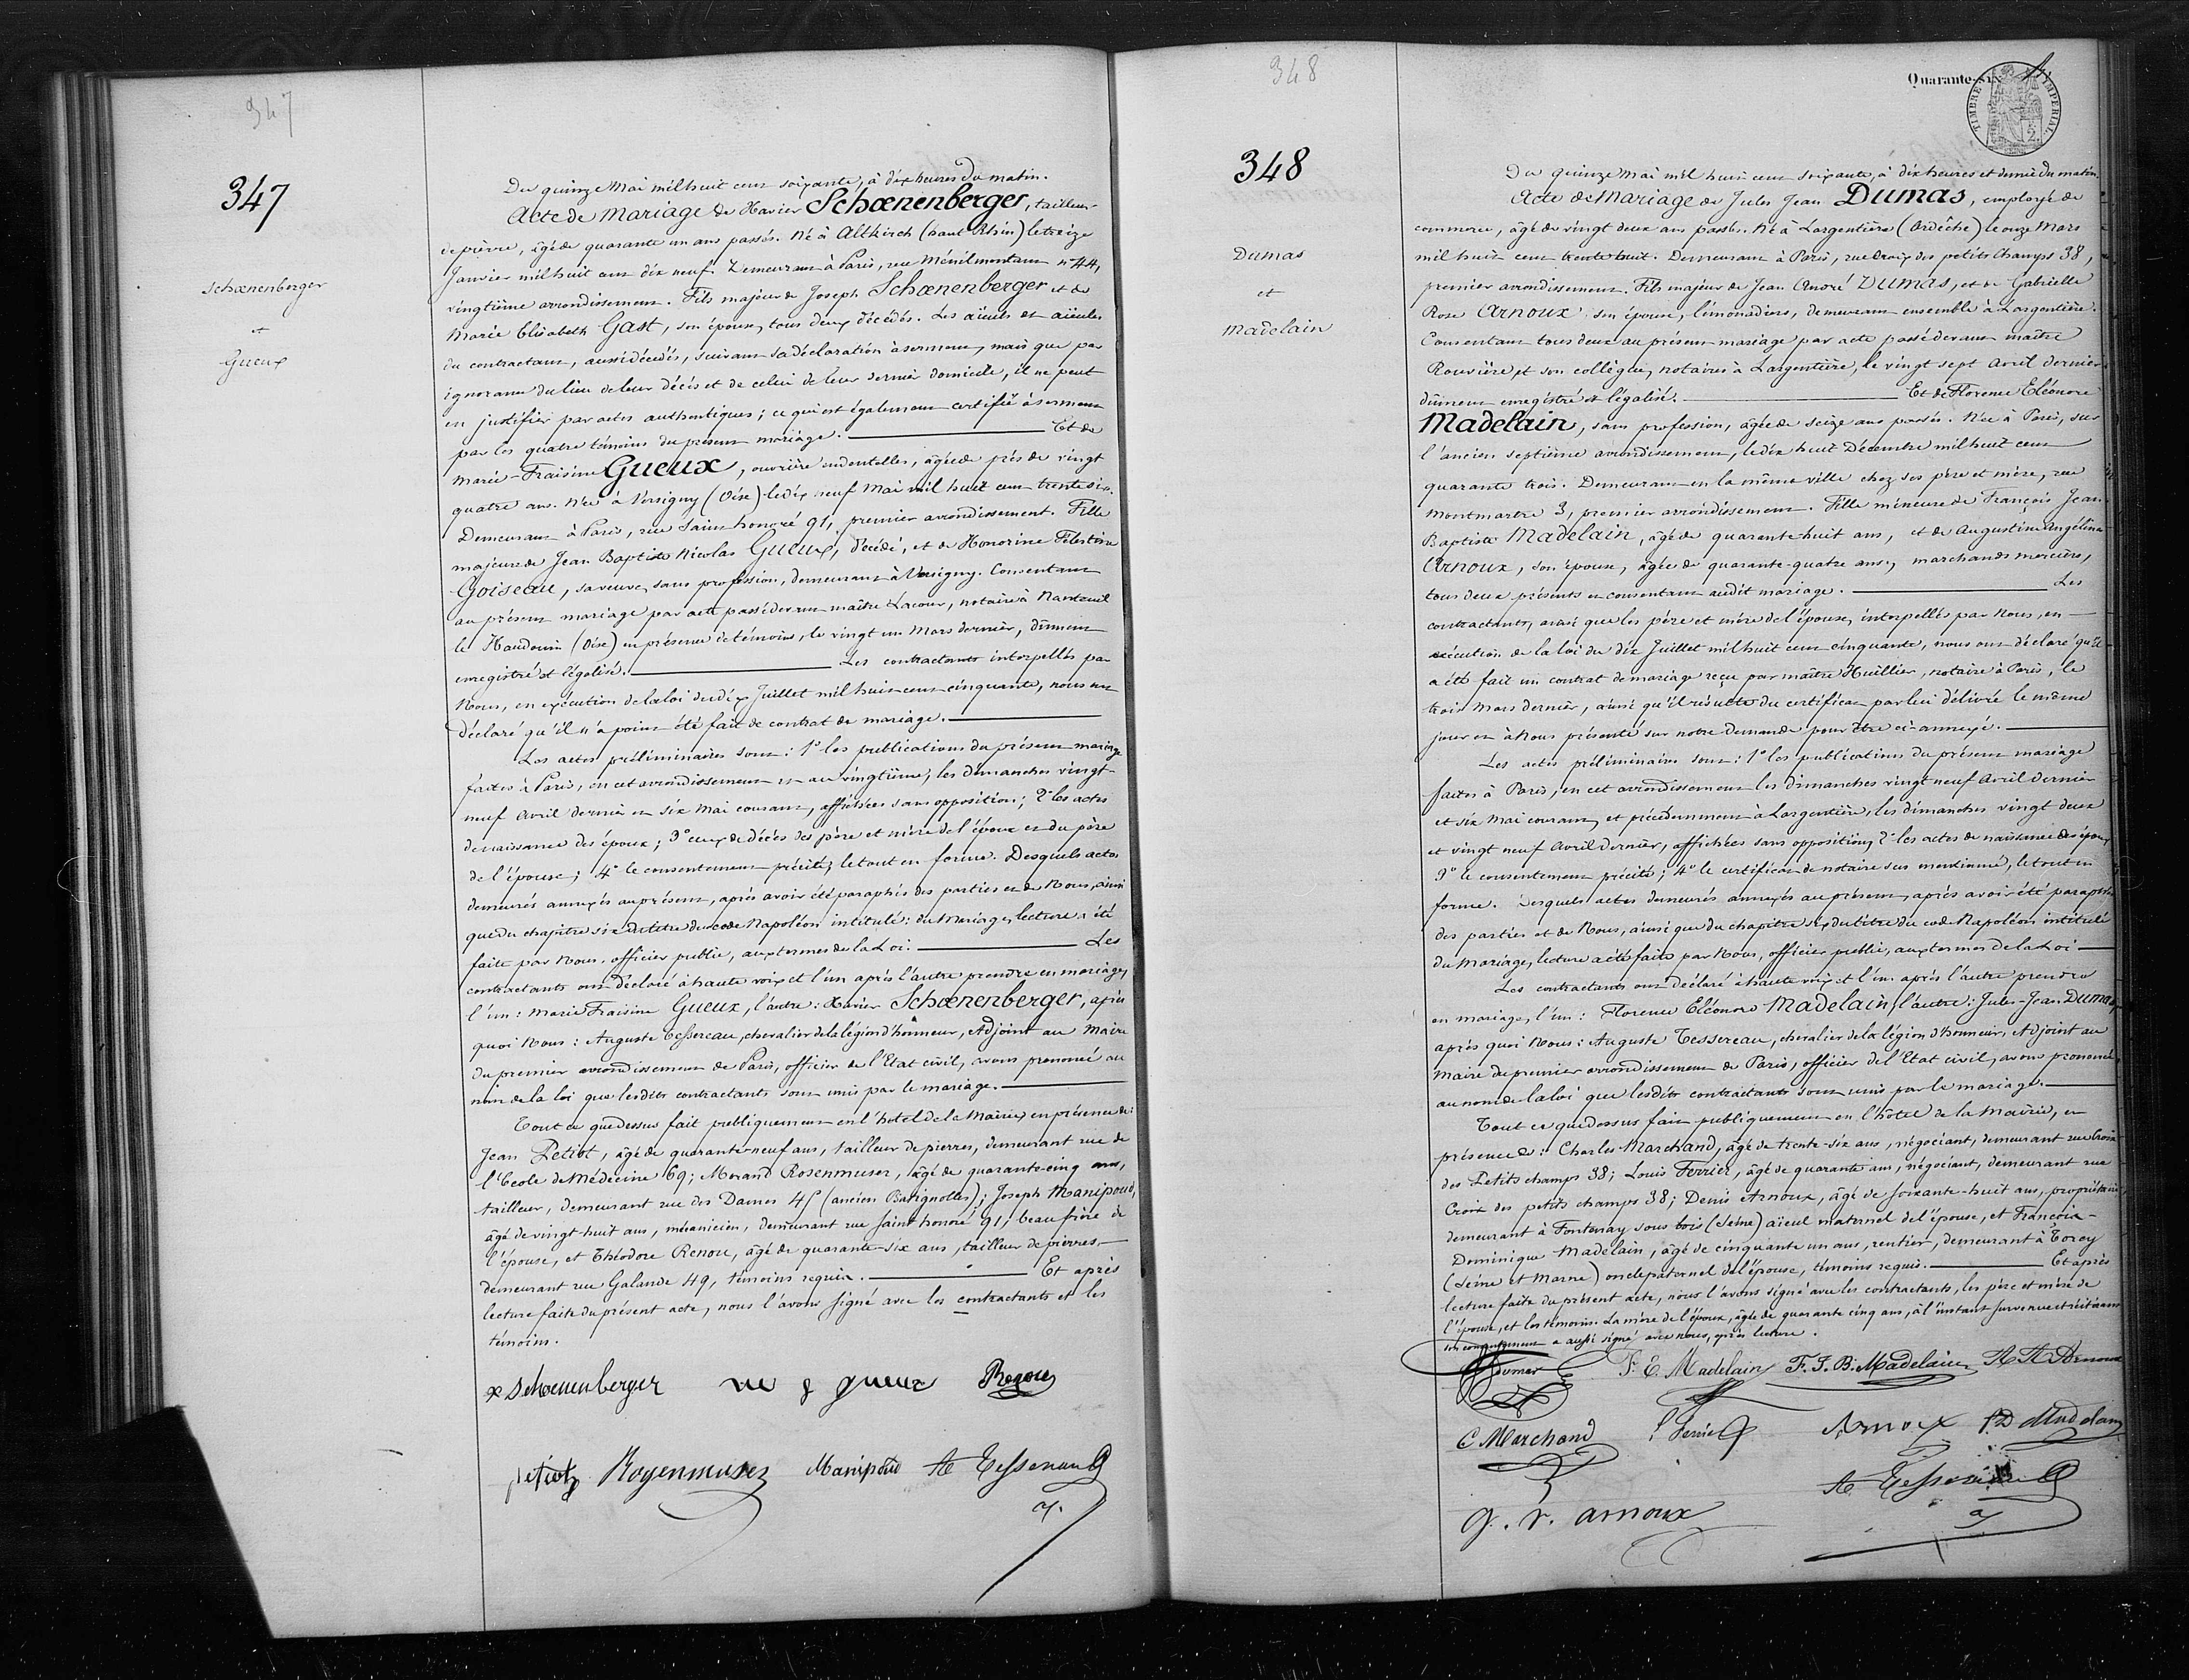 347
347
Schœnenberger
et
Gueux
Du quinze Mai mil huit cent soixante, à dix heures du matin.
Acte de Mariage de Xavier Schœnenberger, tailleur
de pierre, âgé de quarante un ans passés. Né à Altkirch (haut Rhin) le treize
Janvier mil huit cent dix neuf. Demeurant à Paris, rue Ménilmontant n° 44,
vingtième arrondissement. Fils majeur de Joseph Schœnenberger et de
Marie Elisabeth Gast, son épouse, tous deux décédés. Les aïeuls et aïeules
du contractant, aussi décédés, suivant sa déclaration à serment, mais que par
ignorance du lieu de leur décès et de celui de leur dernier domicile, il ne peut
en justifier par actes authentiques; ce qui est également certifié à serment
par les quatre témoins du présent mariage. Et de
Marie-Fraisine Gueux, ouvrière en dentelles, âgée de près de vingt
quatre ans. Née à Versigny (Oise) le dix neuf Mai mil huit cent trente six.
Demeurant à Paris, rue Saint honoré 91, premier arrondissement. Fille
majeure de Jean Baptiste Nicolas Gueux, décédé, et de Honorine Félestine
Goiseau, sa veuve, sans profession, demeurant à Versigny. Consentant
au présent mariage par acte passé devant maître Lacour, notaire à Nanteuil
le Haudouin (Oise) en présence de témoins, le vingt un Mars dernier, dûment
enregistré et légalisé. Les contractants interpellés par
Nous, en exécution de la loi du dix Juillet mil huit cent cinquante, nous ont
déclaré qu'il n'a point été fait de contrat de mariage.
Les actes préliminaires sont: 1° les publications du présent mariage
faites à Paris, en cet arrondissement et au vingtième, les dimanches vingt
neuf Avril dernier et six Mai courant, affichées sans opposition; 2° les actes
de naissance des époux; 3° ceux de décès des père et mère de l'époux et du père
de l'épouse; 4° le consentement précité, le tout en forme. Desquels actes
demeurés annexés au présent, après avoir été paraphés des parties et de Nous, ainsi
que du chapitre six du titre du code Napoléon intitulé: du Mariage, lecture a été
faite par Nous, officier public, aux termes de la Loi. Les
contractants ont déclaré à haute voix et l'un après l'autre prendre en mariage,
l'un: Marie Fraisine Gueux, l'autre: Xavier Schœnenberger, après
quoi Nous: Auguste Tessereau, chevalier de la légion d'honneur, Adjoint au Maire
du premier arrondissement de Paris, officier de l'Etat civil, avons prononcé au
nom de la loi que lesdits contractants sont unis par le mariage.
Tout ce que dessus fait publiquement en l'hôtel de la Mairie, en présence de:
Jean Petiot, âgé de quarante-neuf ans, tailleur de pierres, demeurant rue de
l'Ecole de Médecine 69; Morand Rosenmuser, âgé de quarante-cinq ans,
tailleur, demeurant rue des Dames 45 (ancien Batignolles); Joseph Manipoud,
âgé de vingt-huit ans, mécanicien, demeurant rue Saint honoré 91, beau frère de
l'épouse, et Théodore Renou, âgé de quarante-six ans, tailleur de pierres
demeurant rue Galande 49, témoins requis. Et après
lecture faite du présent acte, nous l'avons signé avec les contractants et les
témoins.
x Schoenenberger gueux
petiot Manipoud A Tessereau
348
Quarante-six
TIMBRE IMPERIAL
348
Dumas
et
Madelain
Du quinze Mai mil huit cent soixante, à dix heures et demie du matin.
Acte de Mariage de Jules Jean Dumas, employé de
commerce, âgé de vingt deux ans passés. Né à Largentière (Ardèche) le onze Mars
mil huit cent trente huit. Demeurant à Paris, rue Croix des petits Champs 38,
premier arrondissement. Fils majeur de Jean André Dumas, et de Gabrielle
Rose Arnoux son épouse, limonadiers, demeurant ensemble à Largentière.
Consentant tous deux au présent mariage par acte passé devant maître
Rouvière et son collègue, notaires à Largentière, le vingt sept Avril dernier
dûment enregistré et légalisé. Et de Florence Eléonore
Madelain, sans profession, âgée de seize ans passés. Née à Paris, sur
l'ancien septième arrondissement, le dix huit Décembre mil huit cent
quarante trois. Demeurant en la même ville chez ses père et mère, rue
Montmartre 3, premier arrondissement. Fille mineure de François Jean
Baptiste Madelain, âgé de quarante huit ans, et de Augustine Angéline
Arnoux, son épouse, âgée de quarante-quatre ans, marchands merciers,
tous deux présents et consentant audit mariage. Les
contractants, ainsi que les père et mère de l'épouse, interpellés par Nous, en
exécution de la loi du dix Juillet mil huit cent cinquante, nous ont déclaré qu'il
a été fait un contrat de mariage reçu par maître Huillier, notaire à Paris, le
trois Mars dernier, ainsi qu'il résulte du certificat par lui délivré le même
jour et à Nous présenté sur notre demande pour être ci-annexé.
Les actes préliminaires sont: 1° les publications du présent mariage
faites à Paris, en cet arrondissement les dimanches vingt neuf Avril dernier
et six Mai courant, et précédemment à Largentière, les dimanches vingt deux
et vingt neuf Avril dernier, affichées sans opposition; 2° les actes de naissance des époux
3° le consentement précité; 4° le certificat de notaire sus mentionné, le tout en
forme. Desquels actes demeurés annexés au présent, après avoir été paraphés
des parties et de Nous, ainsi que du chapitre six du titre du code Napoléon intitulé
du Mariage, lecture a été faite par Nous, officier public, aux termes de la Loi
Les contractants ont déclaré à haute voix et l'un après l'autre prendre
en mariage, l'un: Florence Eléonore Madelain, l'autre: Jules-Jean Dumas,
après quoi Nous: Auguste Tessereau, chevalier de la légion d'honneur, Adjoint au
Maire du premier arrondissement de Paris, officier de l'Etat civil, avons prononcé,
au nom de la loi que lesdits contractants sont unis par le mariage.
Tout ce que dessus fait publiquement en l'hôtel de la Mairie, en
présence de: Charles Marchand, âgé de trente-six ans, négociant, demeurant rue Croix
des Petits champs 38; Louis Ferrier, âgé de quarante ans, négociant, demeurant rue
Croix des petits champs 38; Denis Arnoux, âgé de soixante-huit ans, propriétaire,
demeurant à Fontenay sous bois (Seine) aïeul maternel de l'épouse, et François-
Dominique Madelain, âgé de cinquante un ans, rentier, demeurant à Torcy
(Seine et Marne) oncle paternel de l'épouse, témoins requis. Et après
lecture faite du présent acte, nous l'avons signé avec les contractants, les père et mère de
l'épouse, et les témoins. La mère de l'époux, âgée de quarante cinq ans, à l'instant survenue et réitérant
son consentement a aussi signé avec nous, après lecture.
Dumas F. E. Madelain F. J. B. Madelain A A Arnoux
C Marchand L Ferrier Arnoux F D Madelain
A Tessereau
g. r. arnoux